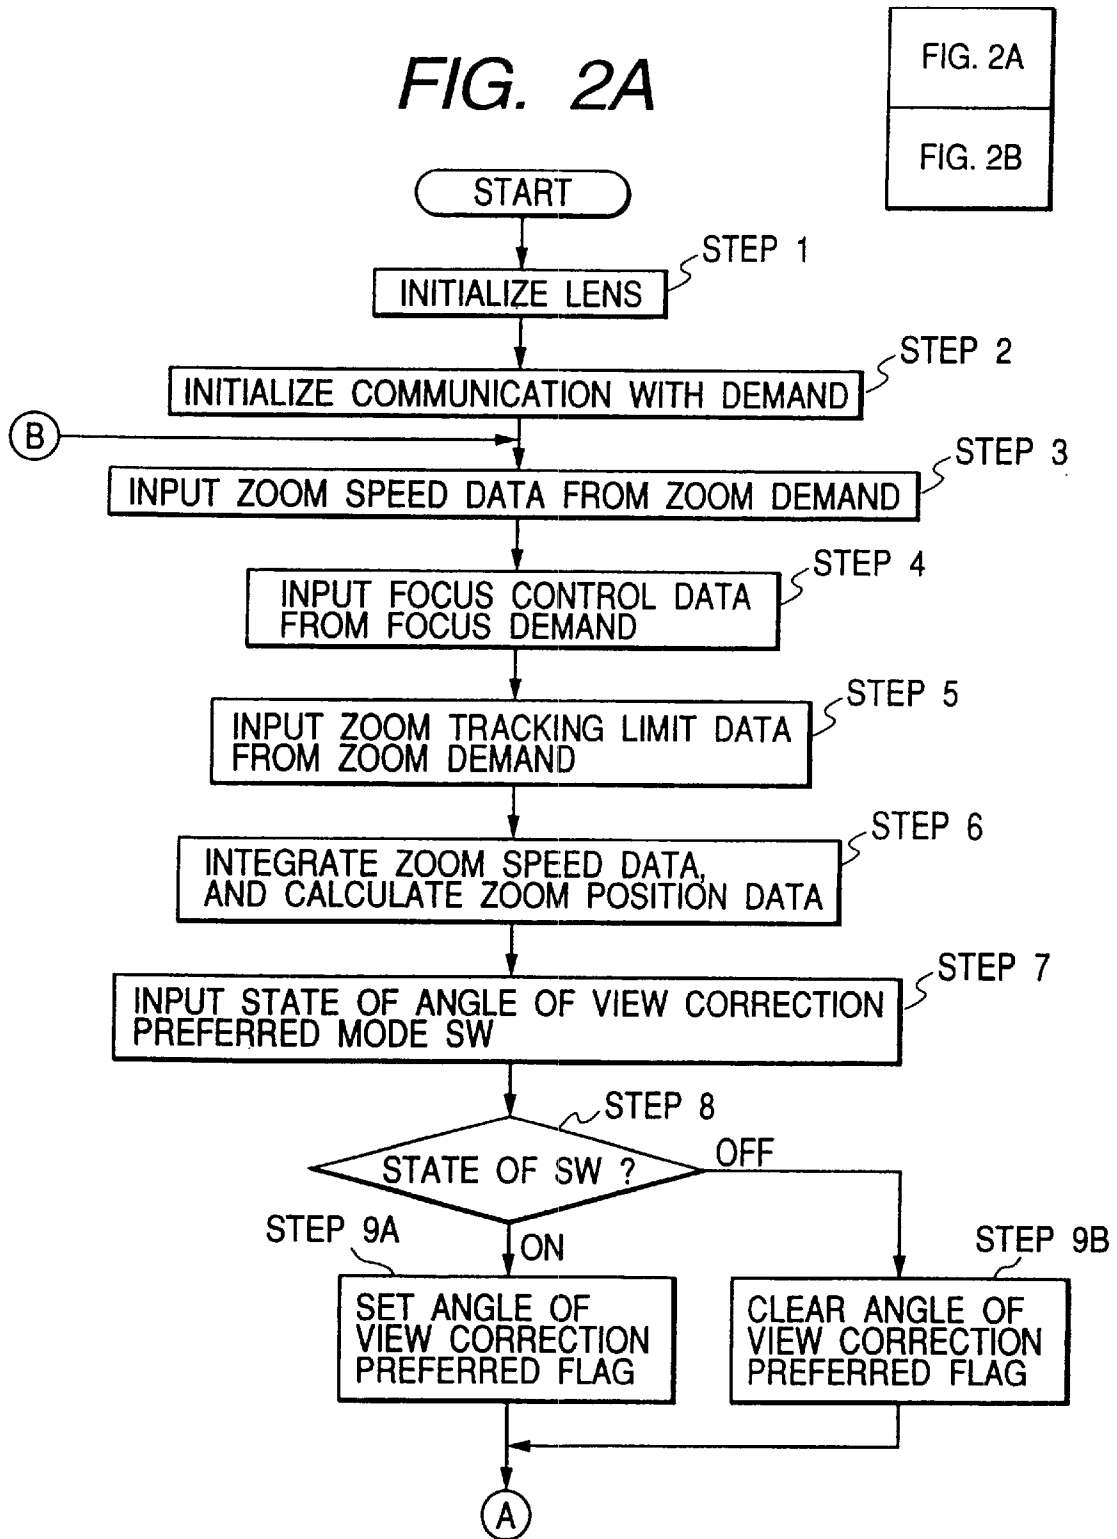 FIG. 2A
FIG. 2A
FIG. 2B
START
STEP 1
INITIALIZE LENS
STEP 2
INITIALIZE COMMUNICATION WITH DEMAND
B
STEP 3
INPUT ZOOM SPEED DATA FROM ZOOM DEMAND
STEP 4
INPUT FOCUS CONTROL DATA
FROM FOCUS DEMAND
STEP 5
INPUT ZOOM TRACKING LIMIT DATA
FROM ZOOM DEMAND
STEP 6
INTEGRATE ZOOM SPEED DATA,
AND CALCULATE ZOOM POSITION DATA
STEP 7
INPUT STATE OF ANGLE OF VIEW CORRECTION
PREFERRED MODE SW
STEP 8
STATE OF SW ?
OFF
ON
STEP 9A
SET ANGLE OF
VIEW CORRECTION
PREFERRED FLAG
STEP 9B
CLEAR ANGLE OF
VIEW CORRECTION
PREFERRED FLAG
A